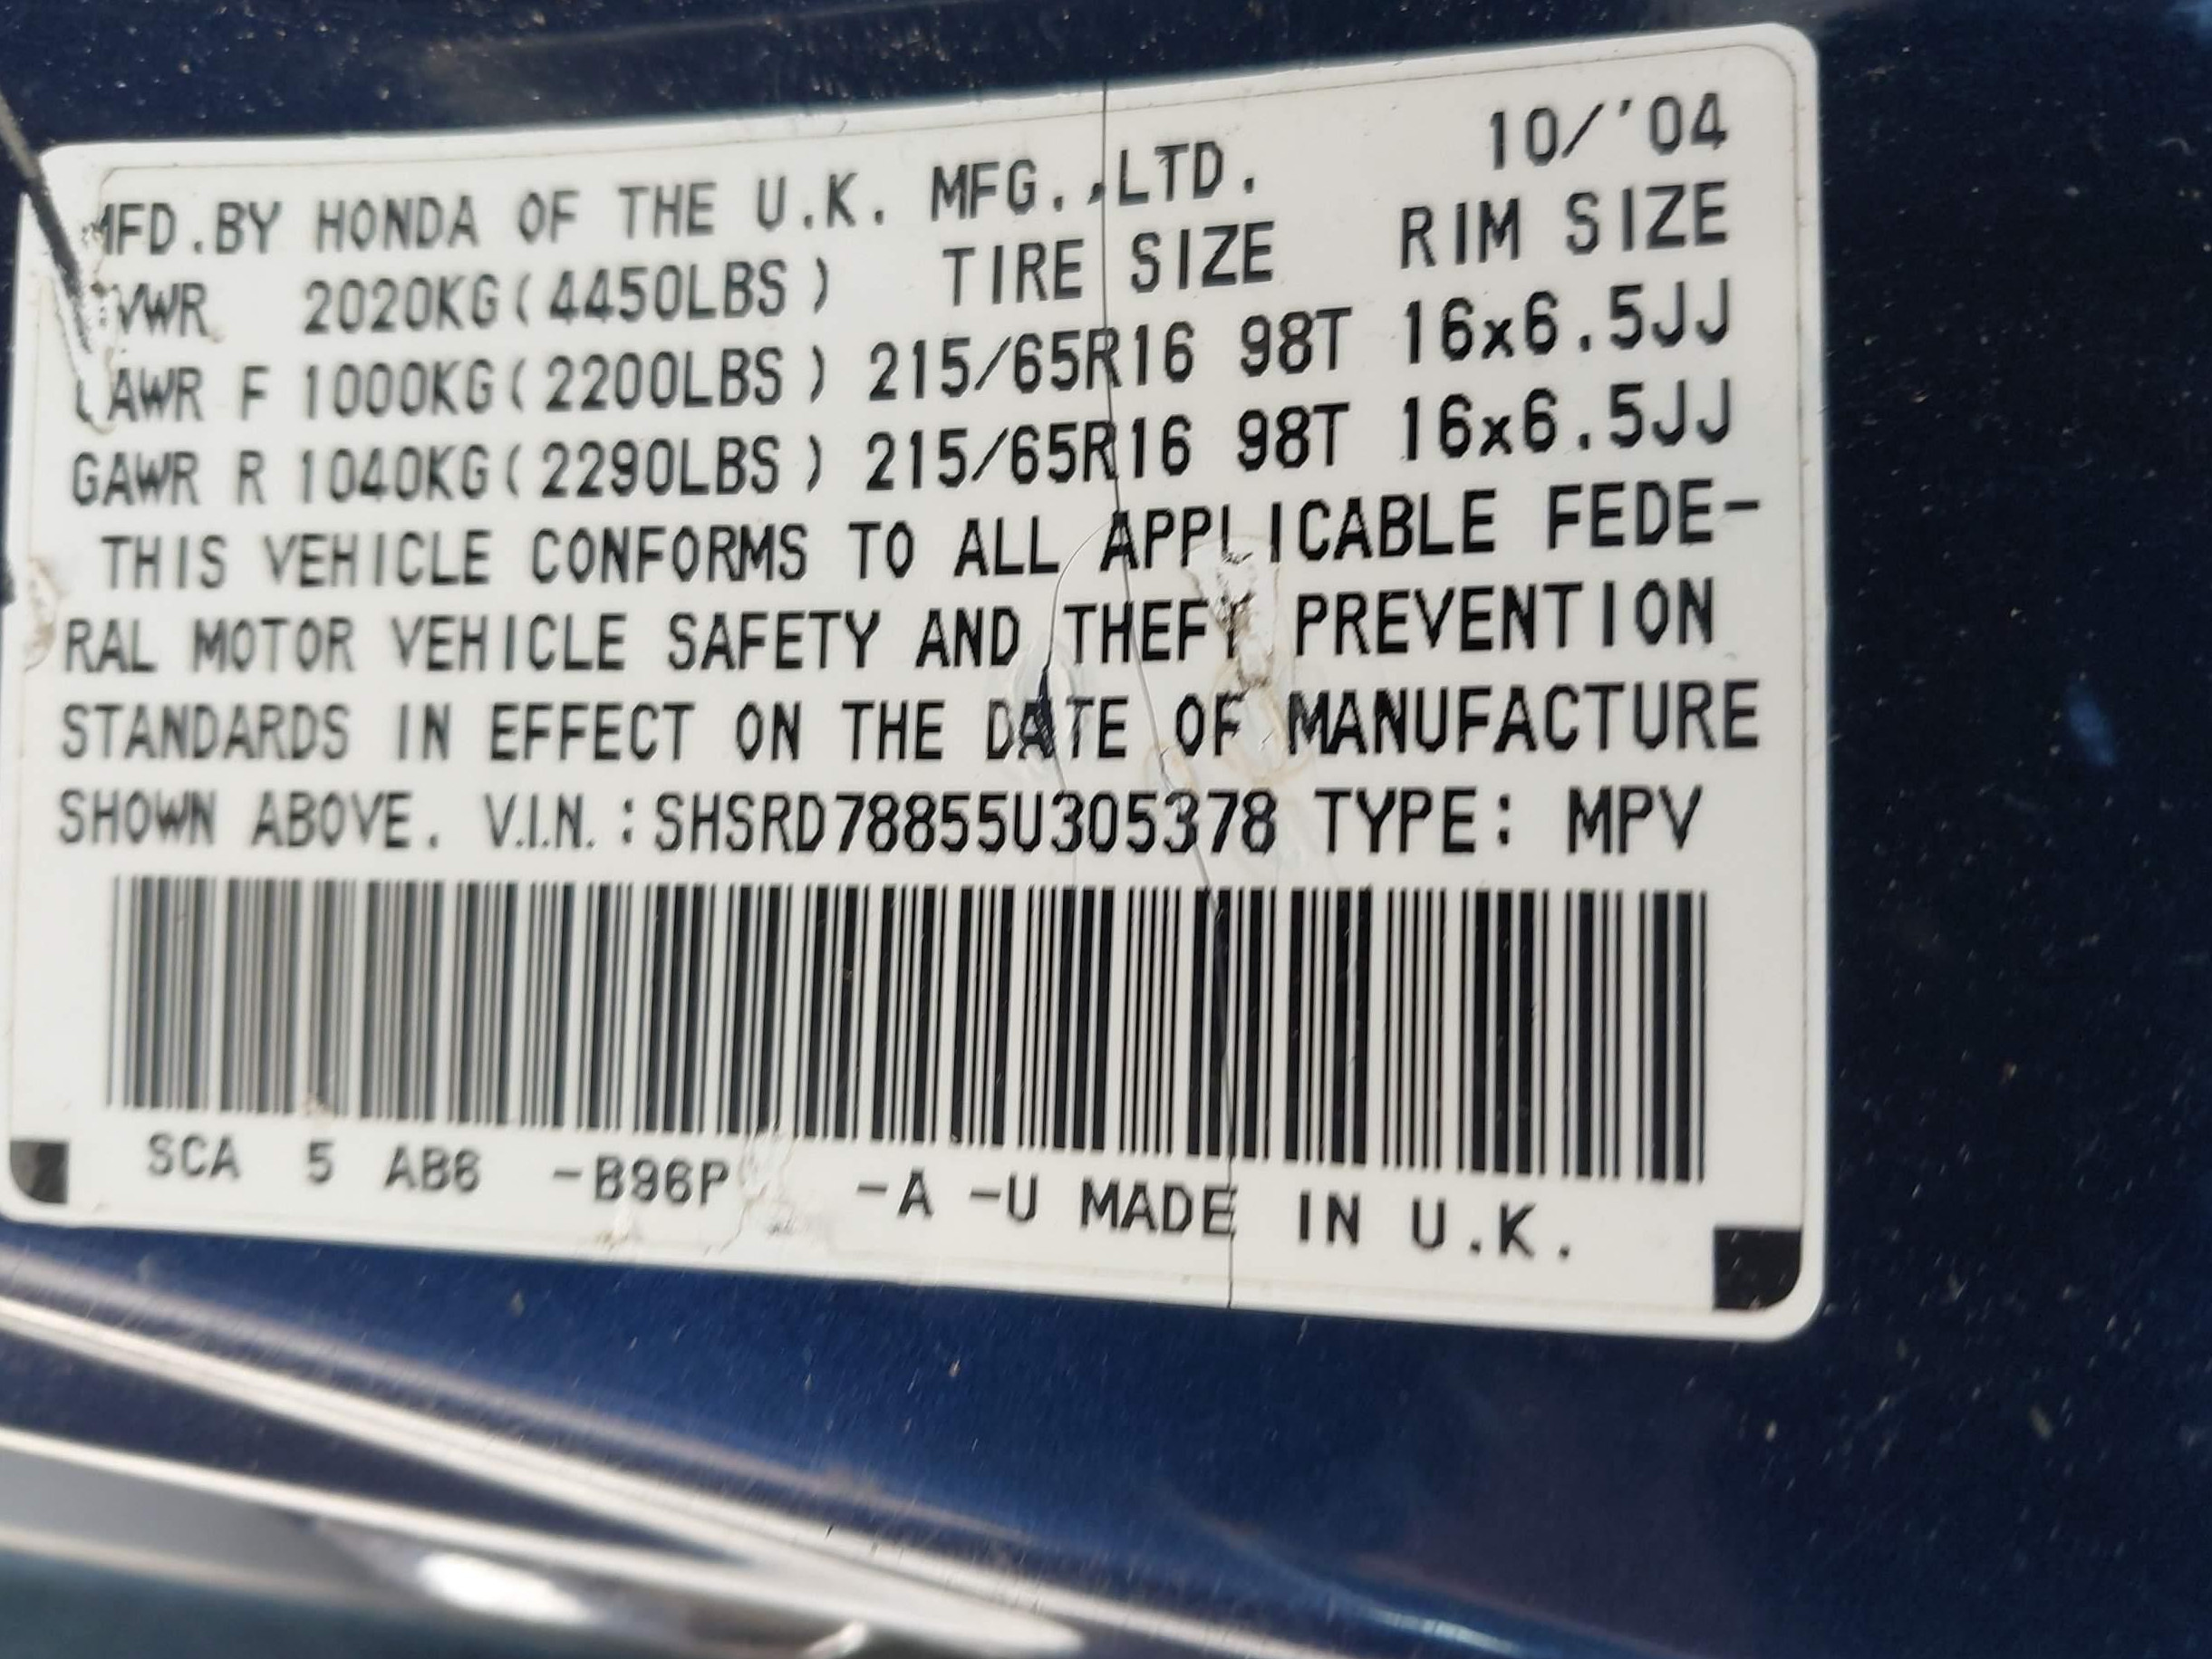 MFD.BY HONDA OF THE U.K. MFG.,LTD. 10/'04
GVWR 2020KG(4450LBS) TIRE SIZE RIM SIZE
GAWR F 1000KG(2200LBS) 215/65R16 98T 16x6.5JJ
GAWR R 1040KG(2290LBS) 215/65R16 98T 16x6.5JJ
THIS VEHICLE CONFORMS TO ALL APPLICABLE FEDE-
RAL MOTOR VEHICLE SAFETY AND THEFT PREVENTION
STANDARDS IN EFFECT ON THE DATE OF MANUFACTURE
SHOWN ABOVE. V.I.N.:SHSRD78855U305378 TYPE: MPV
SCA 5 AB6 -B96P -A -U MADE IN U.K.